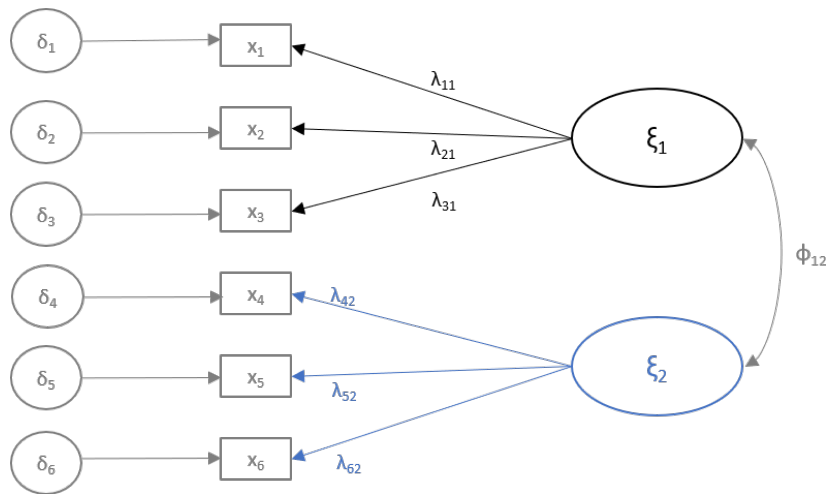 δ₁ x₁
λ₁₁
δ₂ x₂ ξ₁
λ₂₁
δ₃ x₃ λ₃₁
ϕ₁₂
δ₄ x₄ λ₄₂
δ₅ x₅ ξ₂
λ₅₂
δ₆ x₆ λ₆₂